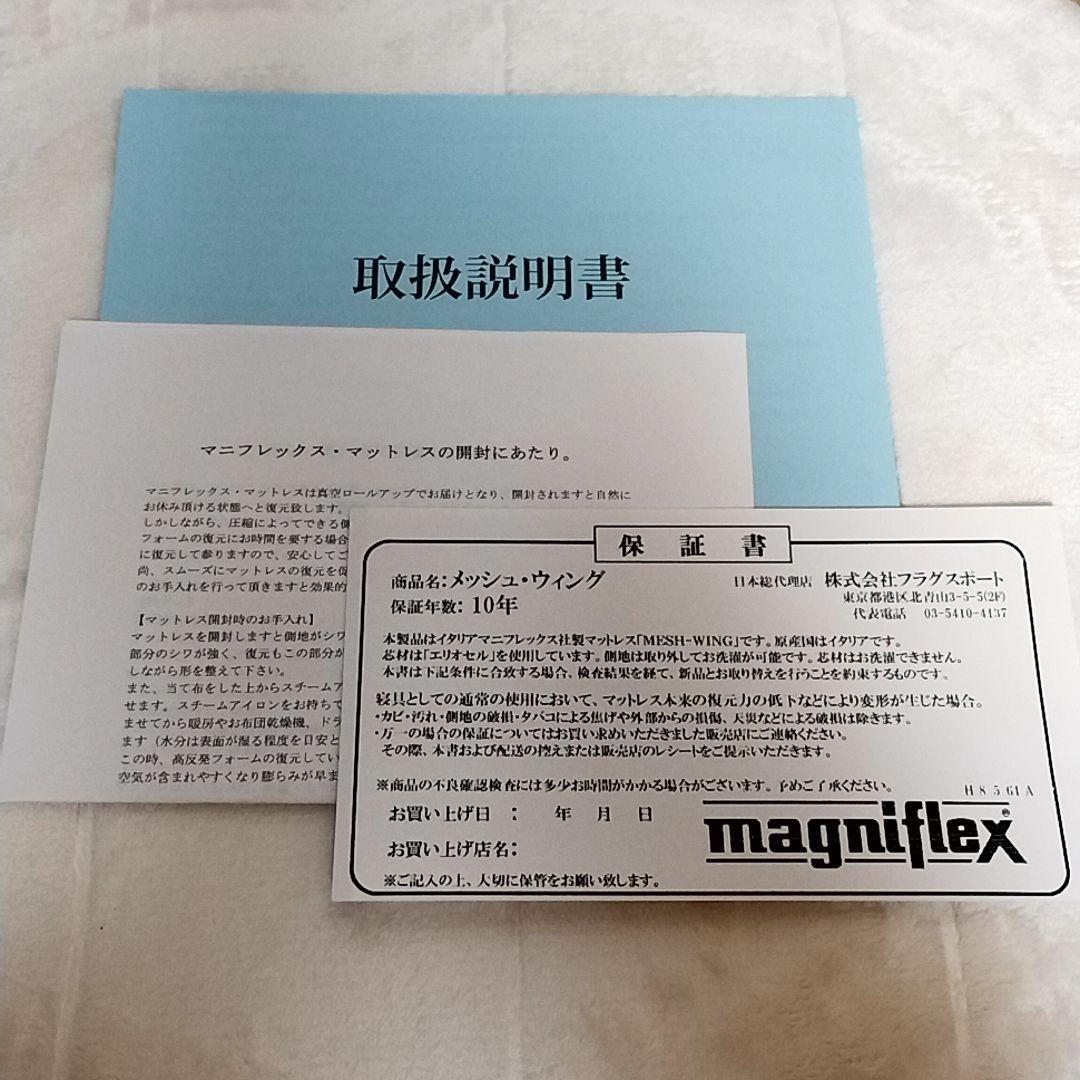 取扱説明書
マニフレックス・マットレスの開封にあたり。
マニフレックス・マットレスは真空ロールアップでお届けとなり、開封されますと自然に
お休み頂ける状態へと復元致します。
しかしながら、圧縮によってできる側
フォームの復元にお時間を要する場合
に復元して参りますので、安心してご
尚、スムーズにマットレスの復元を促
のお手入れを行って頂きますと効果的
【マットレス開封時のお手入れ】
マットレスを開封しますと側地がシワ
部分のシワが強く、復元もこの部分が
しながら形を整えて下さい。
また、当て布をした上からスチームア
せます。スチームアイロンをお持ちで
ませてから暖房やお布団乾燥機、ドラ
ます（水分は表面が湿る程度を目安と
この時、高反発フォームの復元してい
空気が含まれやすくなり膨らみが早ま
保証書
商品名：メッシュ・ウィング
保証年数：10年
日本総代理店 株式会社フラグスポート
東京都港区北青山3-5-5(2F)
代表電話 03-5410-4137
本製品はイタリアマニフレックス社製マットレス「MESH-WING」です。原産国はイタリアです。
芯材は「エリオセル」を使用しています。側地は取り外してお洗濯が可能です。芯材はお洗濯できません。
本書は下記条件に合致する場合、検査結果を経て、新品とお取り替えを行うことを約束するものです。
寝具としての通常の使用において、マットレス本来の復元力の低下などにより変形が生じた場合。
・カビ・汚れ・側地の破損・タバコによる焦げや外部からの損傷、天災などによる破損は除きます。
・万一の場合の保証についてはお買い求めいただきました販売店にご連絡ください。
その際、本書および配送の控えまたは販売店のレシートをご提示いただきます。
※商品の不良確認検査には多少お時間がかかる場合がございます。予めご了承ください。
H 8 5 61 A
お買い上げ日 ： 年 月 日
お買い上げ店名：
magniflex®
※ご記入の上、大切に保管をお願い致します。